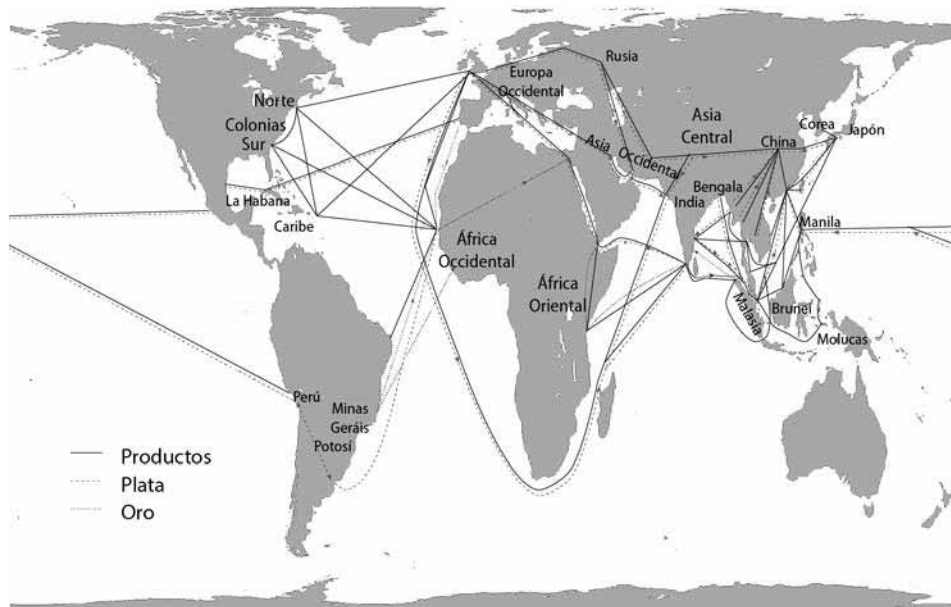 Rusia
Europa
Occidental
Norte
Colonias
Sur
Asia
Central
Corea
Japón
China
Asia Occidental
La Habana
Bengala
India
Caribe
Manila
África
Occidental
África
Oriental
Malasia
Brunei
Molucas
Perú
Minas
Geráis
Potosí
Productos
Plata
Oro